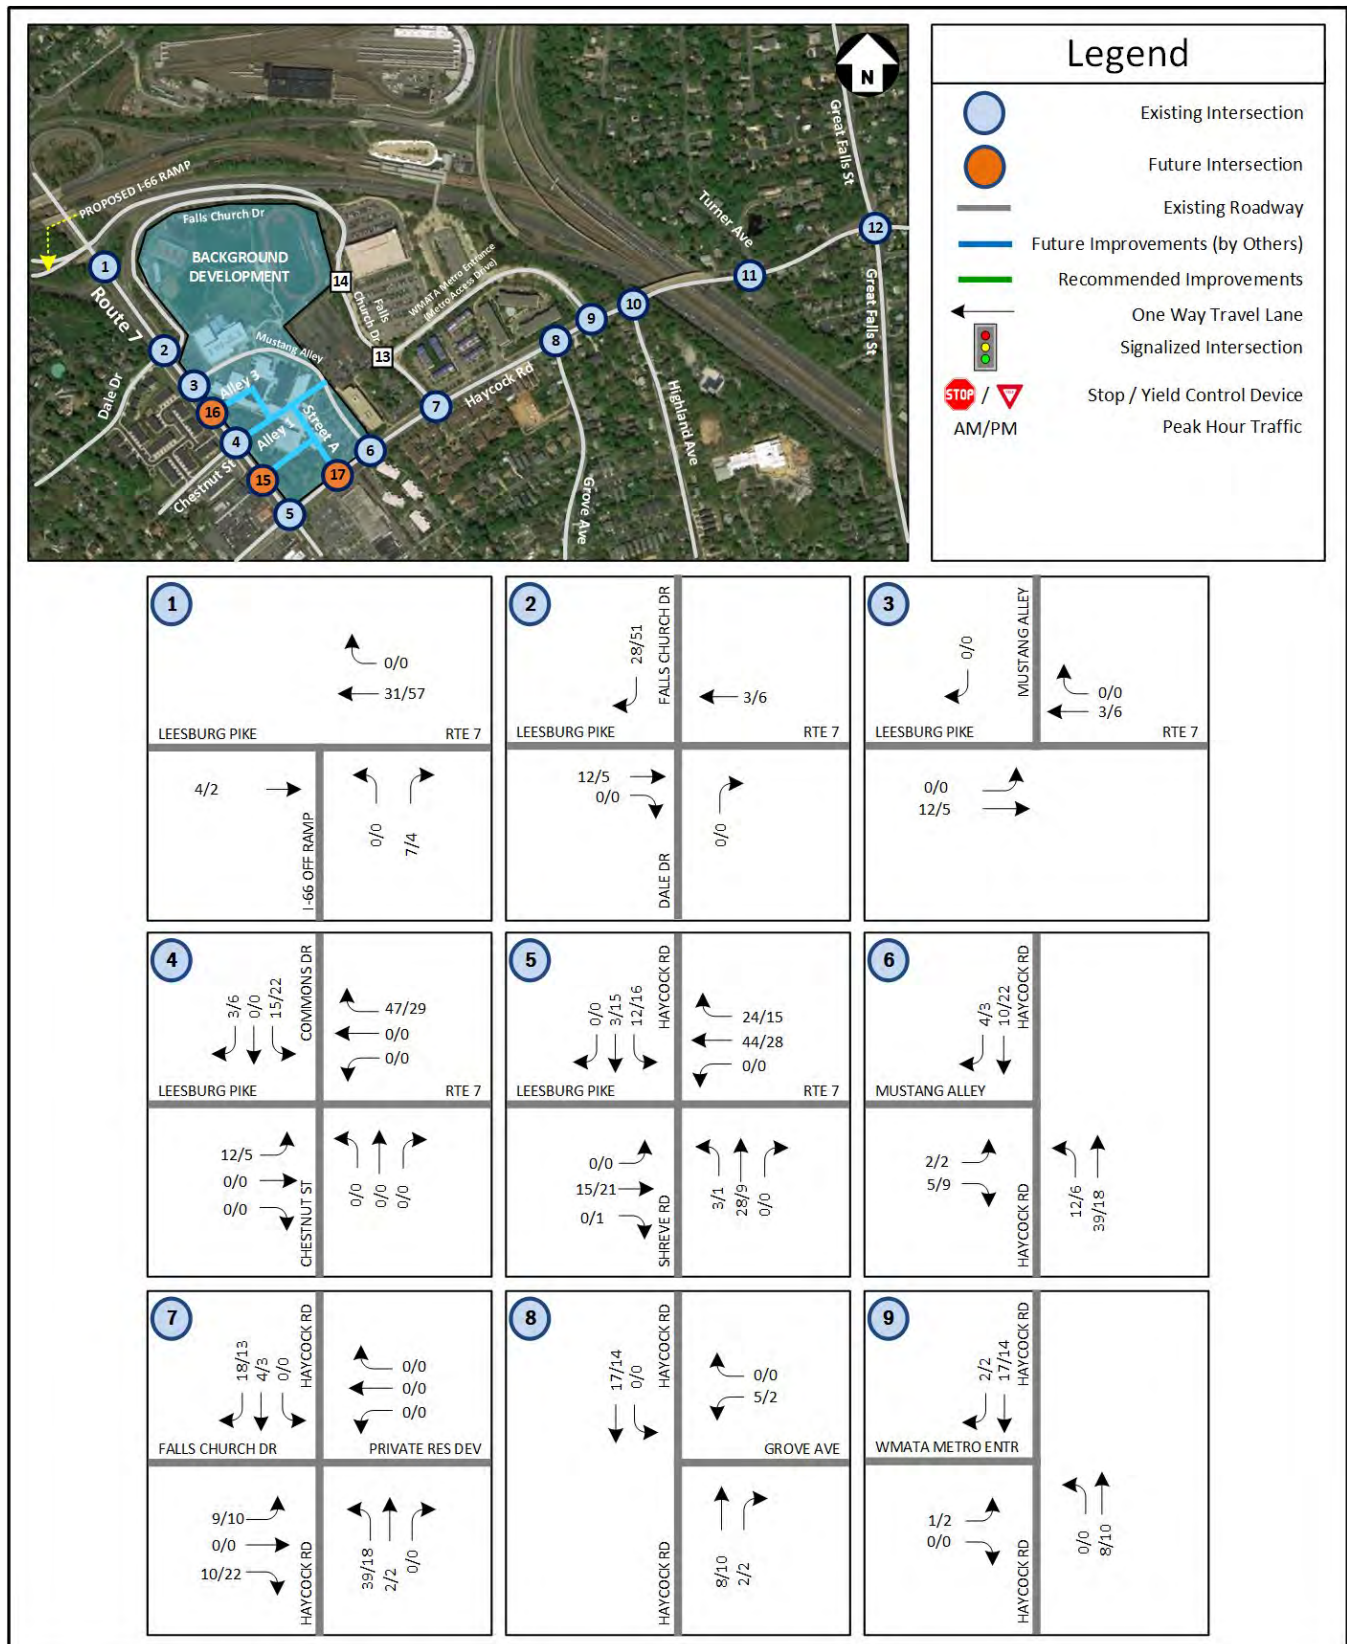 N
PROPOSED I-66 RAMP
Falls Church Dr
BACKGROUND
DEVELOPMENT
Route 7
Dale Dr
Mustang Alley
Alley 3
Alley 1
Street A
Chestnut St
Falls
Church Dr
WMATA Metro Entrance
(Metro Access Drive)
Haycock Rd
Grove Ave
Highland Ave
Turner Ave
Great Falls St
Great Falls St
1
2
3
16
4
15
5
17
6
7
13
14
8
9
10
11
12
Legend
Existing Intersection
Future Intersection
Existing Roadway
Future Improvements (by Others)
Recommended Improvements
One Way Travel Lane
Signalized Intersection
STOP / Stop / Yield Control Device
AM/PM Peak Hour Traffic
1
0/0
31/57
LEESBURG PIKE RTE 7
4/2
I-66 OFF RAMP
0/0
7/4
2
28/51
FALLS CHURCH DR
3/6
LEESBURG PIKE RTE 7
12/5
0/0
DALE DR
0/0
3
0/0
MUSTANG ALLEY
0/0
3/6
LEESBURG PIKE RTE 7
0/0
12/5
4
3/6
0/0
15/22
COMMONS DR
47/29
0/0
0/0
LEESBURG PIKE RTE 7
12/5
0/0
0/0
CHESTNUT ST
0/0
0/0
0/0
5
0/0
3/15
12/16
HAYCOCK RD
24/15
44/28
0/0
LEESBURG PIKE RTE 7
0/0
15/21
0/1
SHREVE RD
3/1
28/9
0/0
6
4/3
10/22
HAYCOCK RD
MUSTANG ALLEY
2/2
5/9
HAYCOCK RD
12/6
39/18
7
18/13
4/3
0/0
HAYCOCK RD
0/0
0/0
0/0
FALLS CHURCH DR PRIVATE RES DEV
9/10
0/0
10/22
HAYCOCK RD
39/18
2/2
0/0
8
17/14
0/0
HAYCOCK RD
0/0
5/2
GROVE AVE
HAYCOCK RD
8/10
2/2
9
2/2
17/14
HAYCOCK RD
WMATA METRO ENTR
1/2
0/0
HAYCOCK RD
0/0
8/10